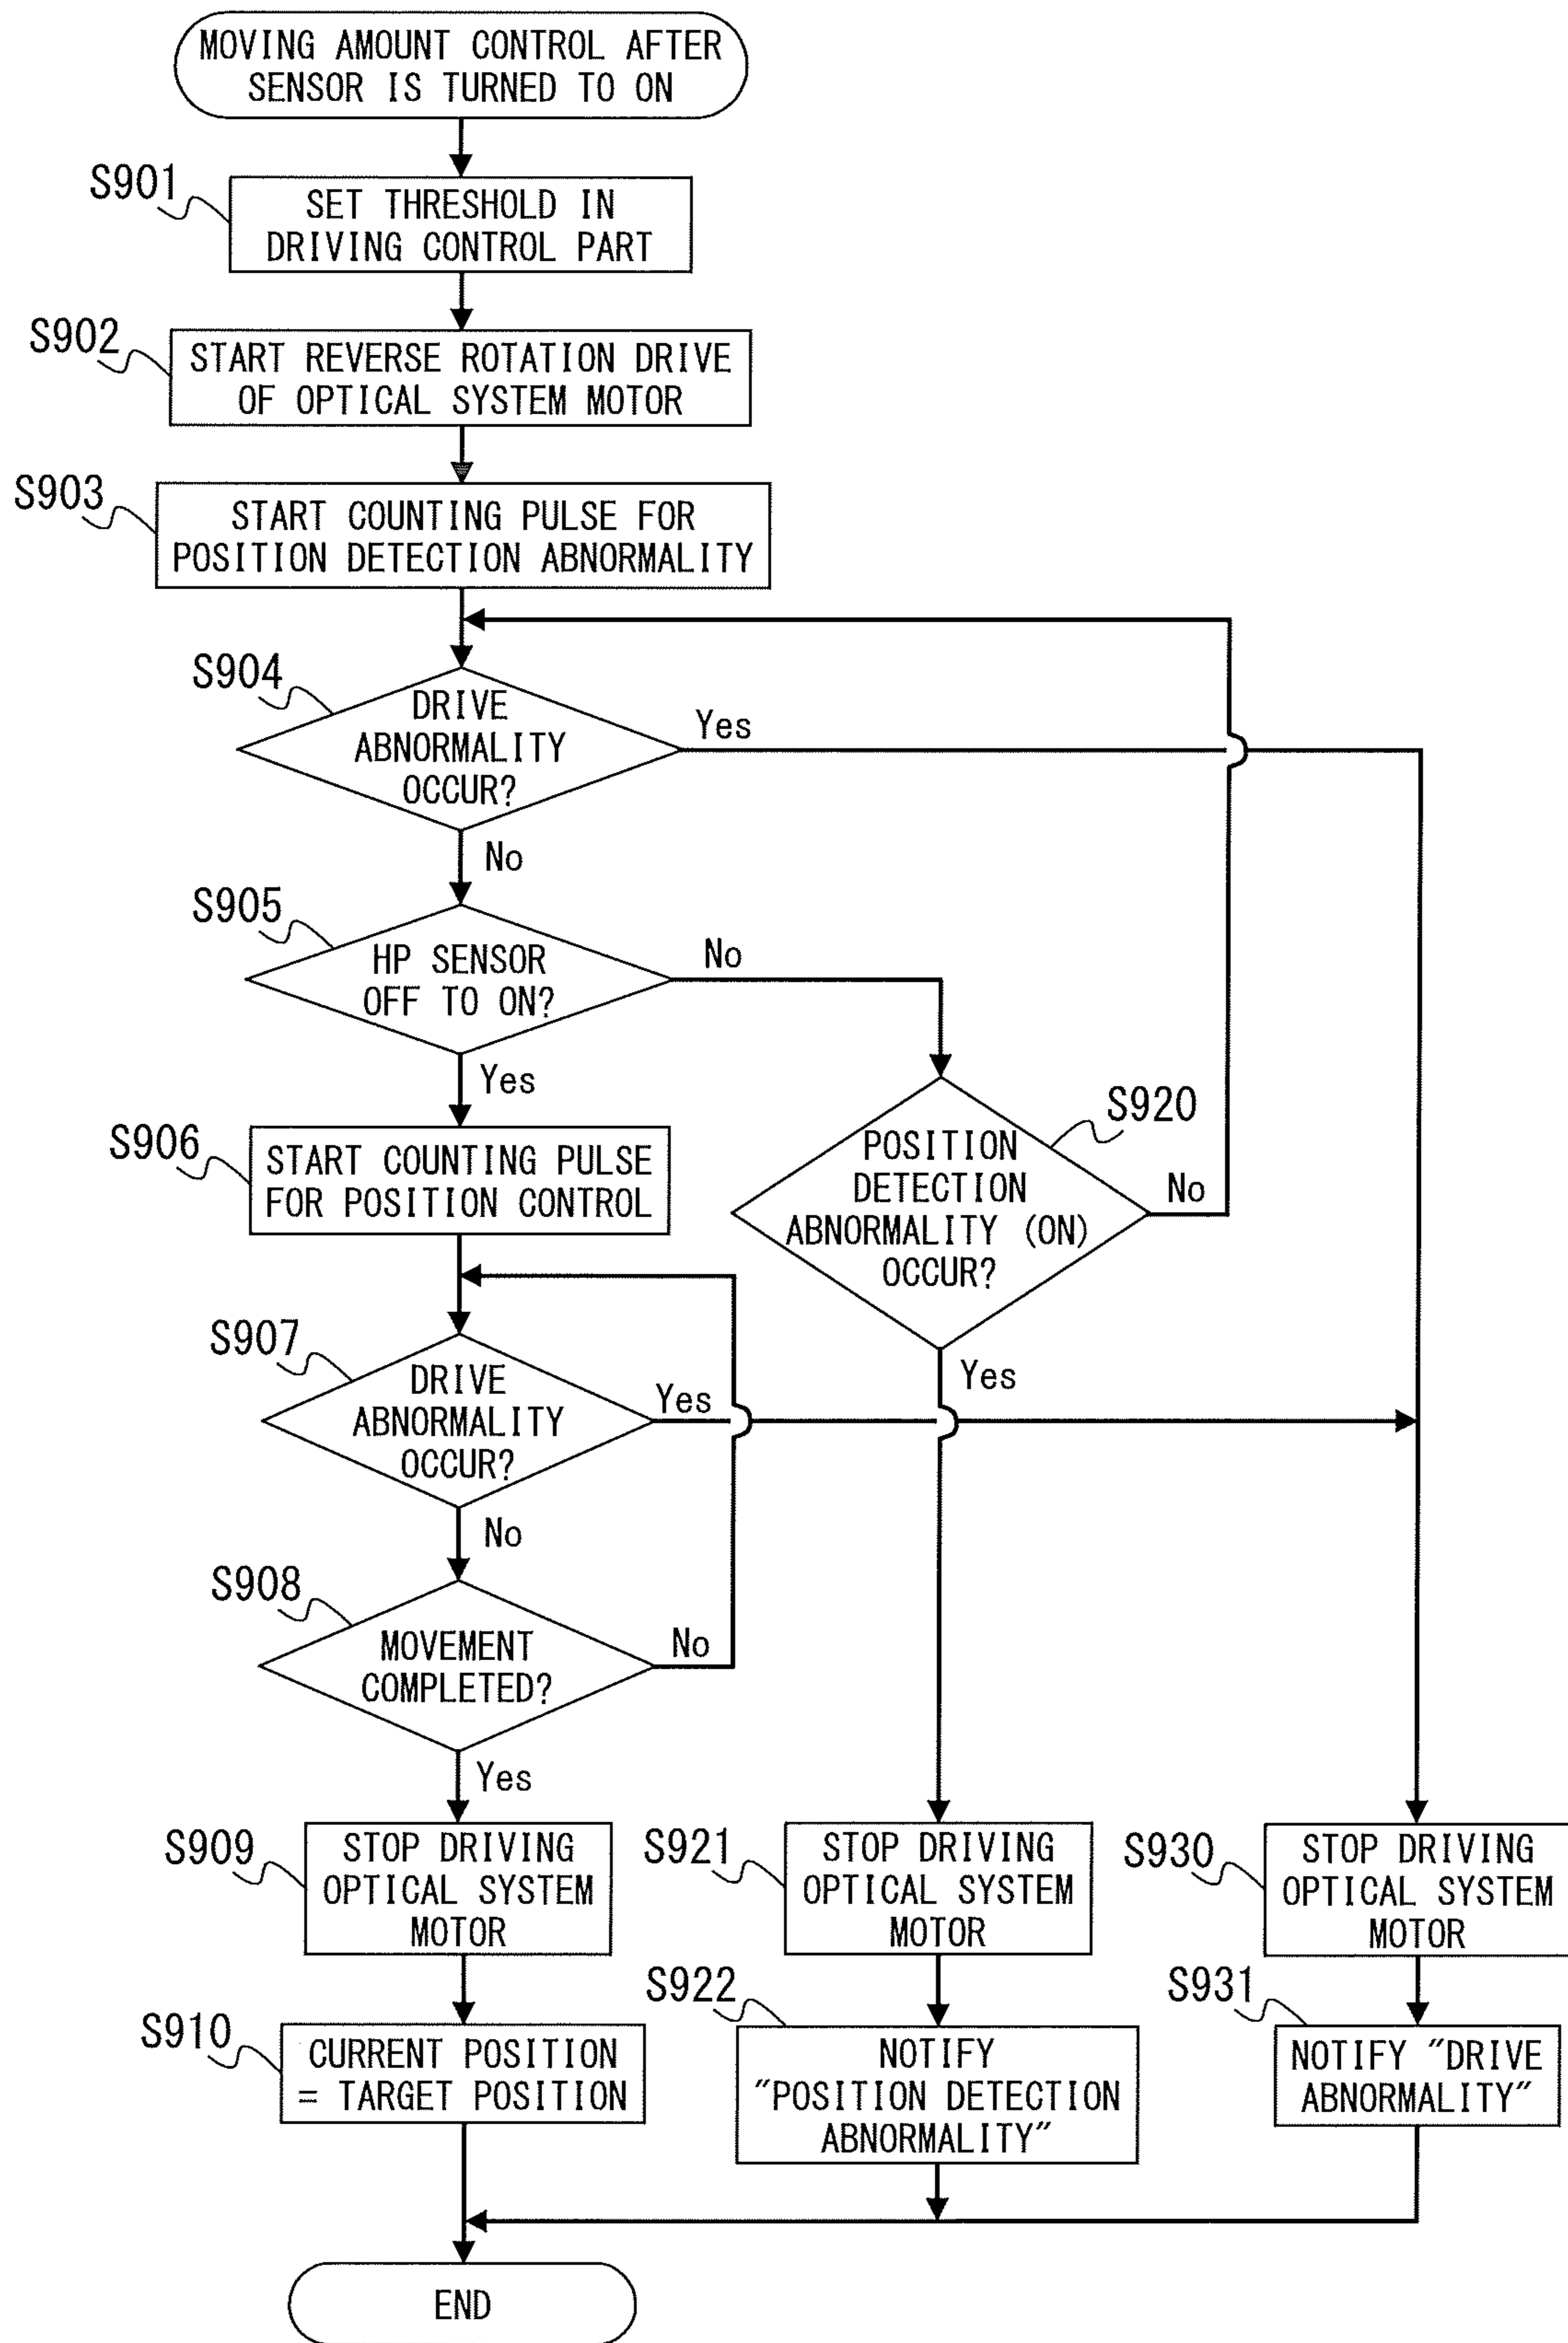 MOVING AMOUNT CONTROL AFTER
SENSOR IS TURNED TO ON
S901
SET THRESHOLD IN
DRIVING CONTROL PART
S902
START REVERSE ROTATION DRIVE
OF OPTICAL SYSTEM MOTOR
S903
START COUNTING PULSE FOR
POSITION DETECTION ABNORMALITY
S904
DRIVE
ABNORMALITY
OCCUR?
Yes
No
S905
HP SENSOR
OFF TO ON?
No
Yes
S920
POSITION
DETECTION
ABNORMALITY (ON)
OCCUR?
No
Yes
S906
START COUNTING PULSE
FOR POSITION CONTROL
S907
DRIVE
ABNORMALITY
OCCUR?
Yes
No
S908
MOVEMENT
COMPLETED?
No
Yes
S909
STOP DRIVING
OPTICAL SYSTEM
MOTOR
S921
STOP DRIVING
OPTICAL SYSTEM
MOTOR
S930
STOP DRIVING
OPTICAL SYSTEM
MOTOR
S910
CURRENT POSITION
= TARGET POSITION
S922
NOTIFY
"POSITION DETECTION
ABNORMALITY"
S931
NOTIFY "DRIVE
ABNORMALITY"
END